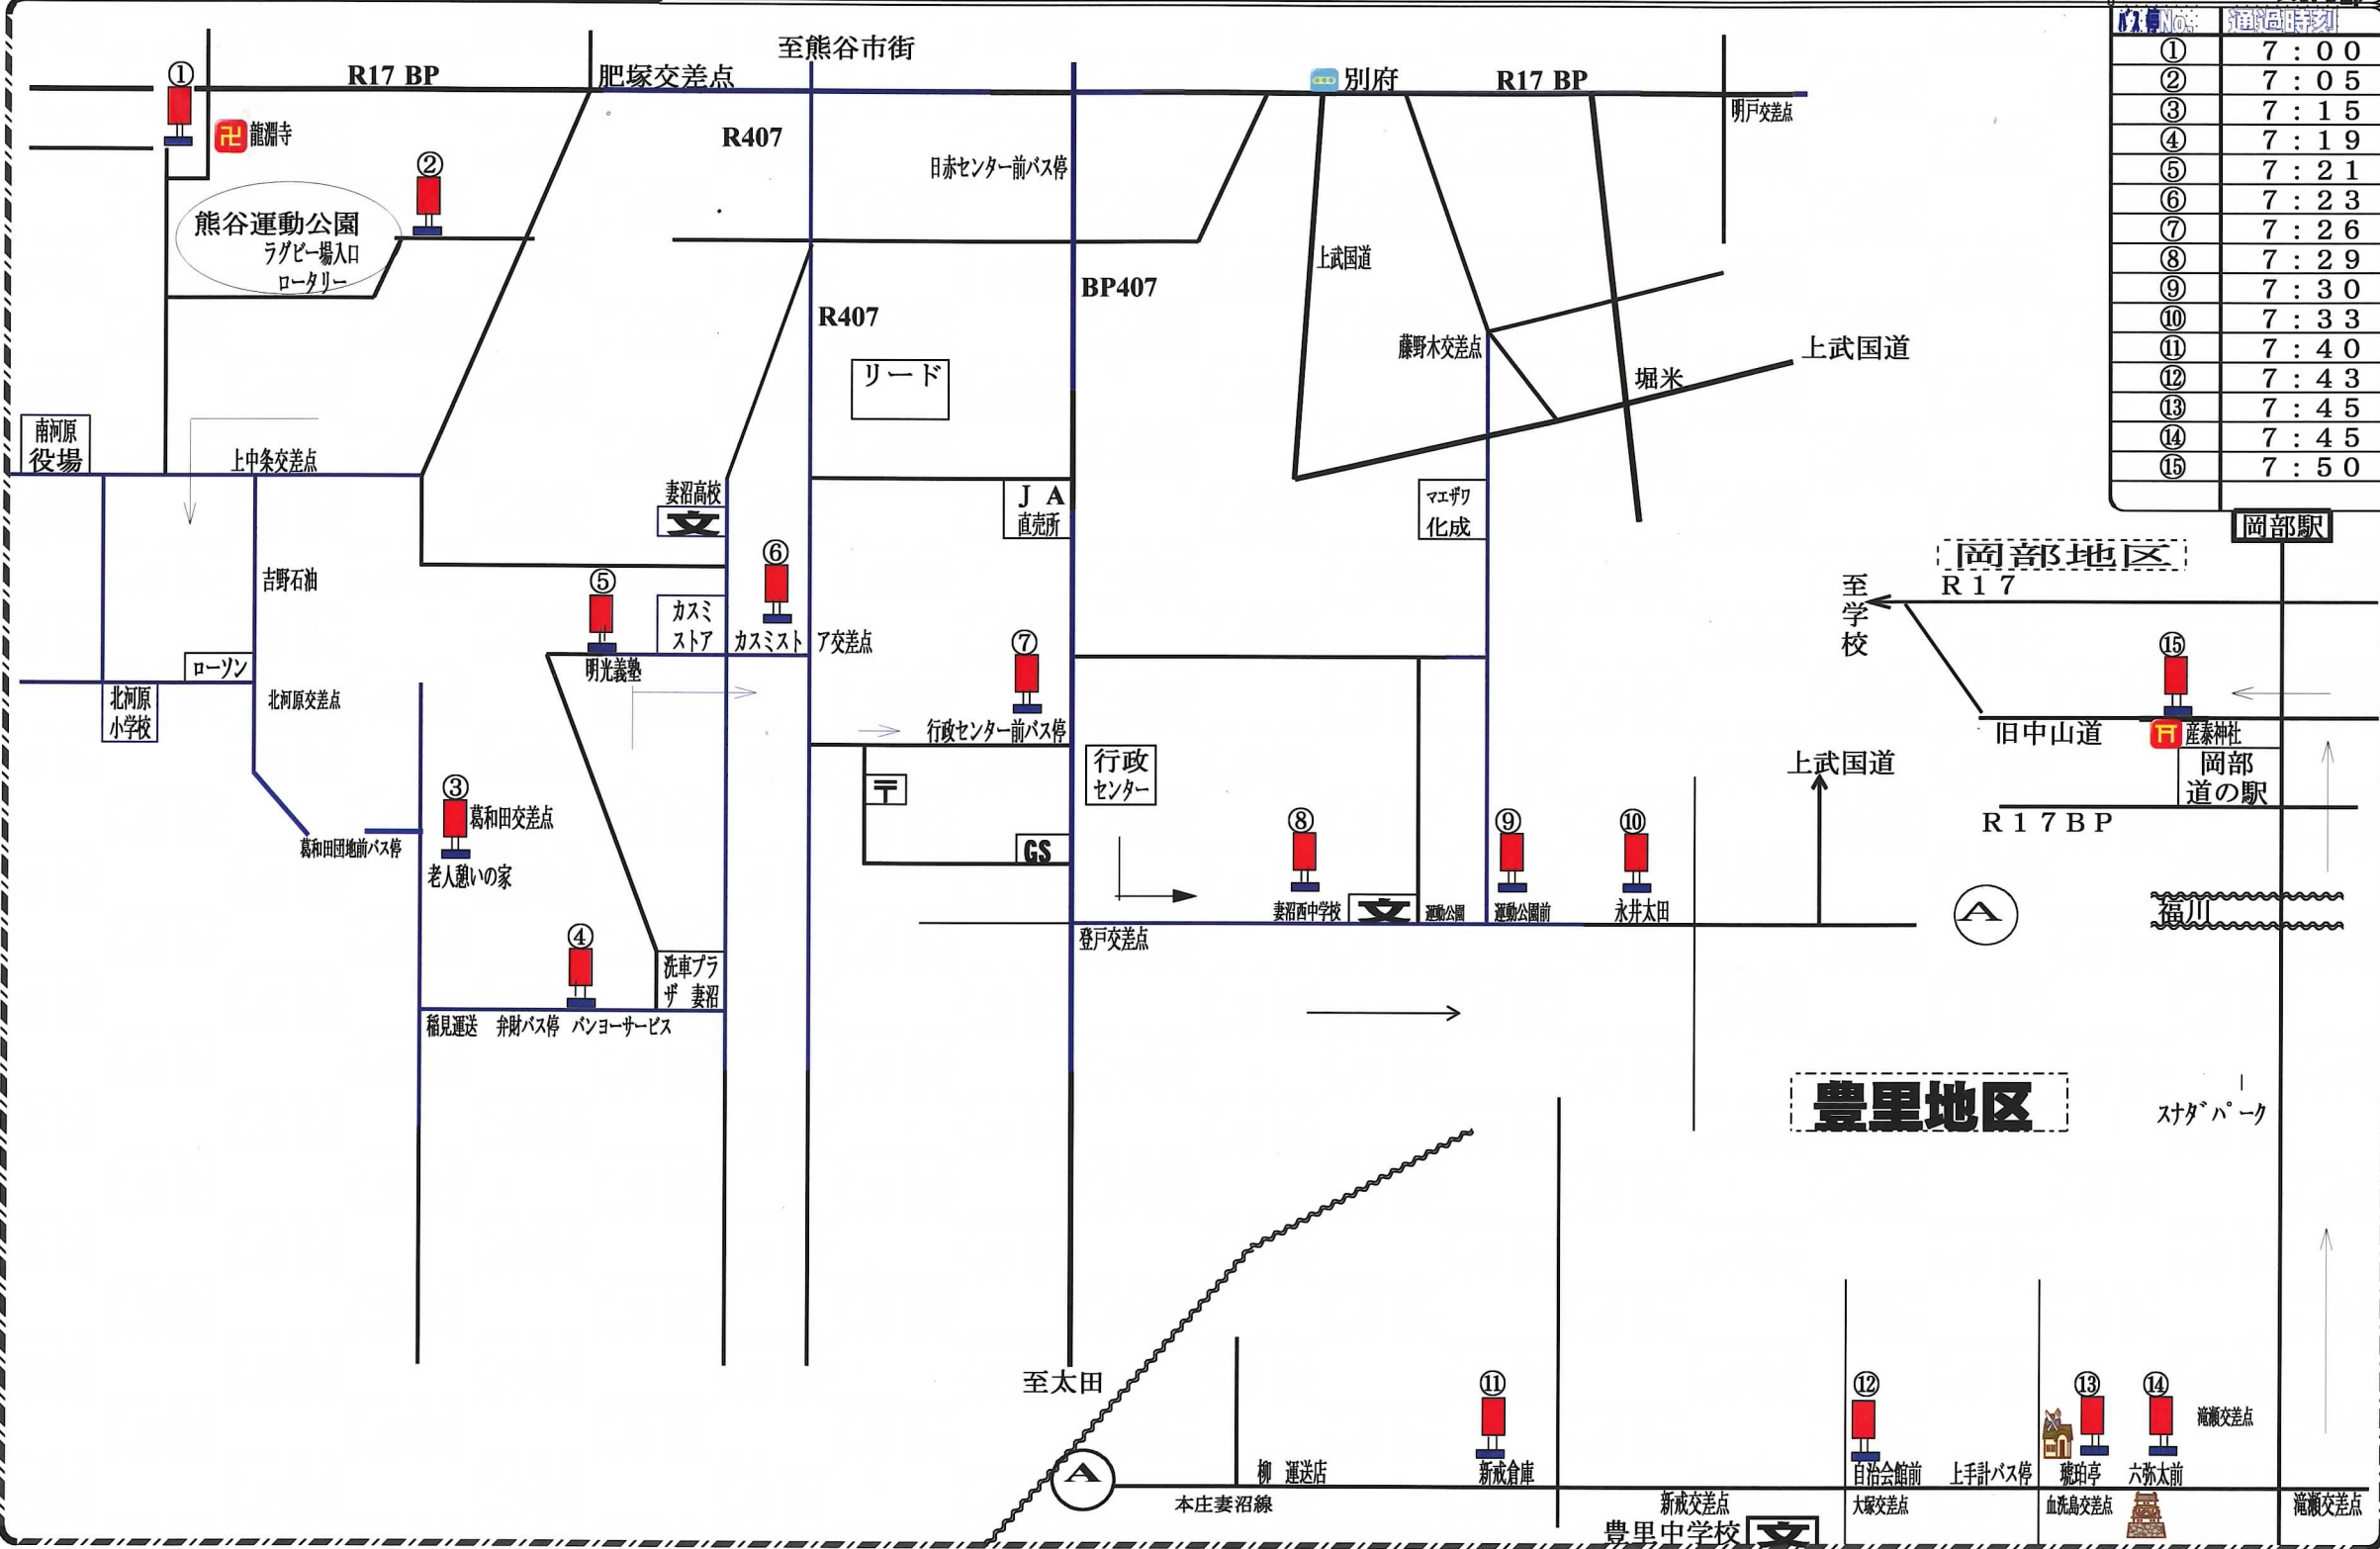 バス停No.
通過時刻
① 7:00
② 7:05
③ 7:15
④ 7:19
⑤ 7:21
⑥ 7:23
⑦ 7:26
⑧ 7:29
⑨ 7:30
⑩ 7:33
⑪ 7:40
⑫ 7:43
⑬ 7:45
⑭ 7:45
⑮ 7:50
至熊谷市街
①
R17 BP
肥塚交差点
別府
R17 BP
明戸交差点
卍
龍淵寺
R407
②
日赤センター前バス停
熊谷運動公園
ラグビー場入口
ロータリー
上武国道
BP407
R407
リード
藤野木交差点
上武国道
堀米
南河原
役場
上中条交差点
妻沼高校
文
JA
直売所
マエザワ
化成
岡部駅
岡部地区
R17
至学校
吉野石油
⑤
⑥
カスミ
ストア
カスミストア交差点
明光義塾
⑦
⑮
ローソン
北河原
小学校
北河原交差点
行政センター前バス停
旧中山道
産泰神社
岡部
道の駅
上武国道
行政
センター
〒
R17BP
③
葛和田交差点
葛和田団地前バス停
老人憩いの家
GS
⑧
⑨
⑩
妻沼西中学校
文
運動公園
運動公園前
永井太田
A
福川
④
登戸交差点
洗車プラ
ザ 妻沼
稲見運送 弁財バス停 バンヨーサービス
豊里地区
スナダパーク
至太田
⑪
⑫
⑬
⑭
滝瀬交差点
A
柳 運送店
新戒倉庫
自治会館前
上手計バス停
琥珀亭
六弥太前
本庄妻沼線
新戒交差点
大塚交差点
血洗島交差点
滝瀬交差点
豊里中学校
文